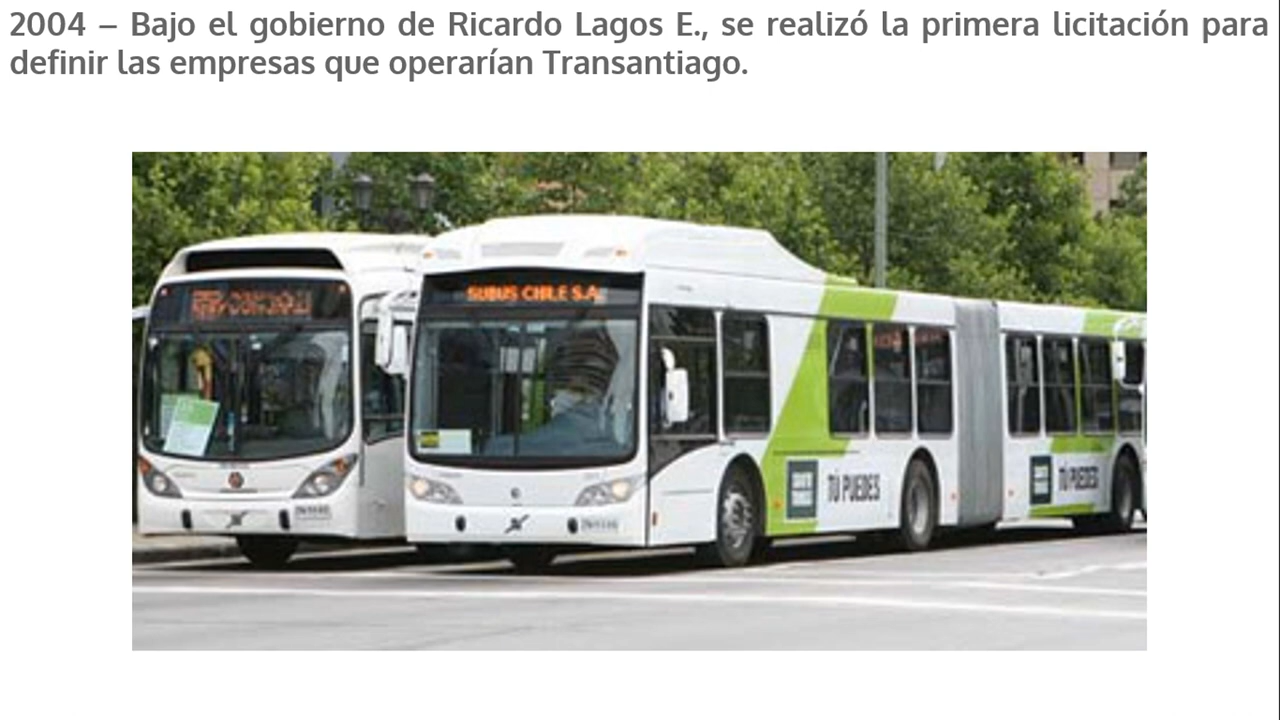 2004 – Bajo el gobierno de Ricardo Lagos E., se realizó la primera licitación para
definir las empresas que operarían Transantiago.
SUBUS CHILE S.A.
TÚ PUEDES
TÚ PUEDES